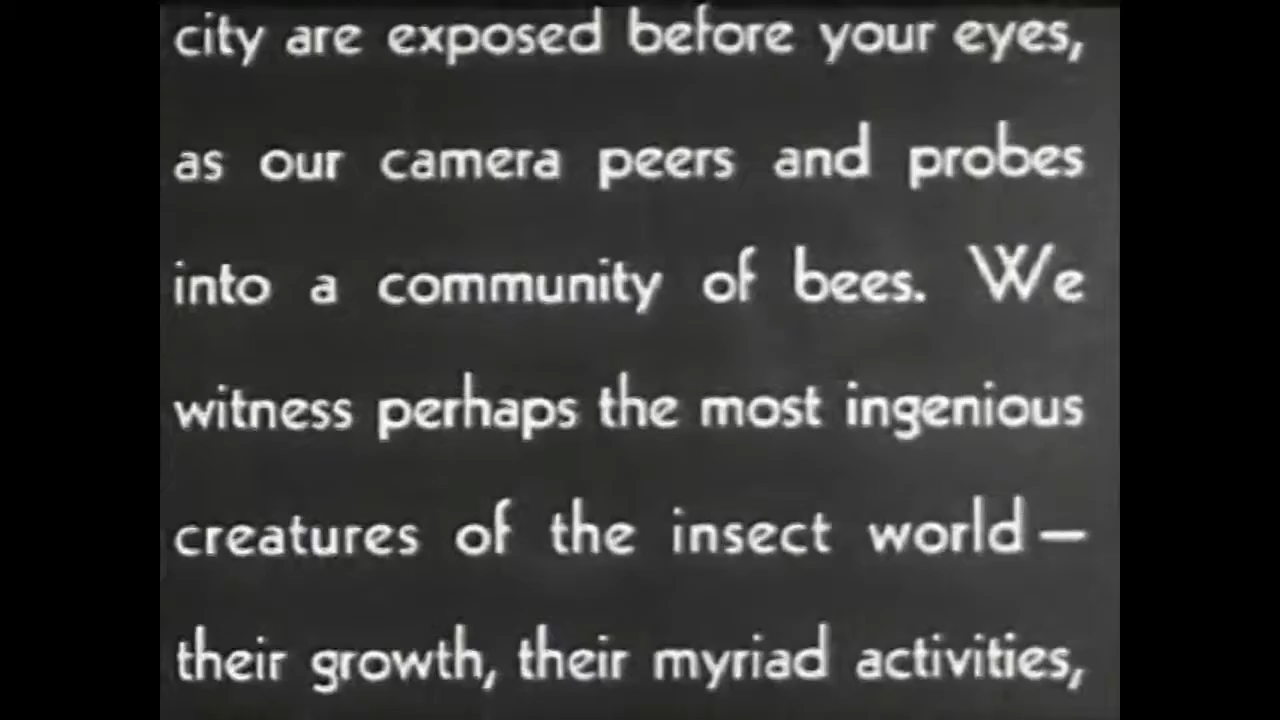 city are exposed before your eyes,
as our camera peers and probes
into a community of bees. We
witness perhaps the most ingenious
creatures of the insect world —
their growth, their myriad activities,